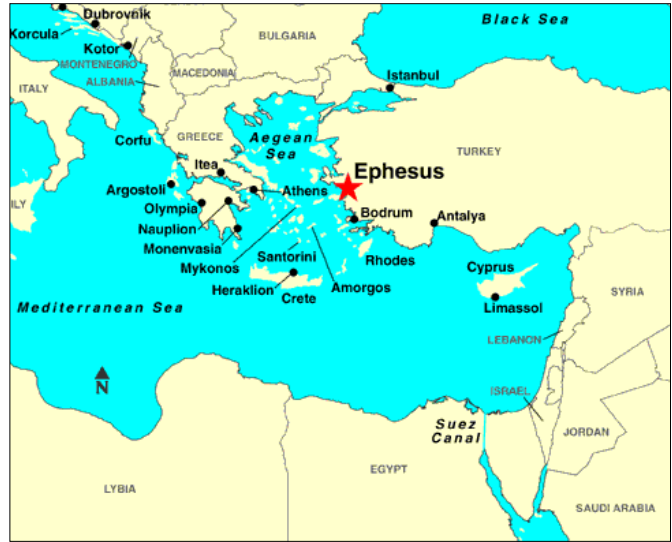 Dubrovnik
Black Sea
Korcula
BULGARIA
Kotor
MONTENEGRO
ITALY
ALBANIA
MACEDONIA
Istanbul
Corfu
GREECE
Aegean
Sea
TURKEY
Itea
Ephesus
Argostoli
Athens
ILY
Olympia
Bodrum
Antalya
Nauplion
Monenvasia
Mykonos
Santorini
Rhodes
Cyprus
Heraklion
Crete
Amorgos
SYRIA
Mediterranean Sea
Limassol
LEBANON
N
ISRAEL
Suez
Canal
JORDAN
EGYPT
LYBIA
SAUDI ARABIA